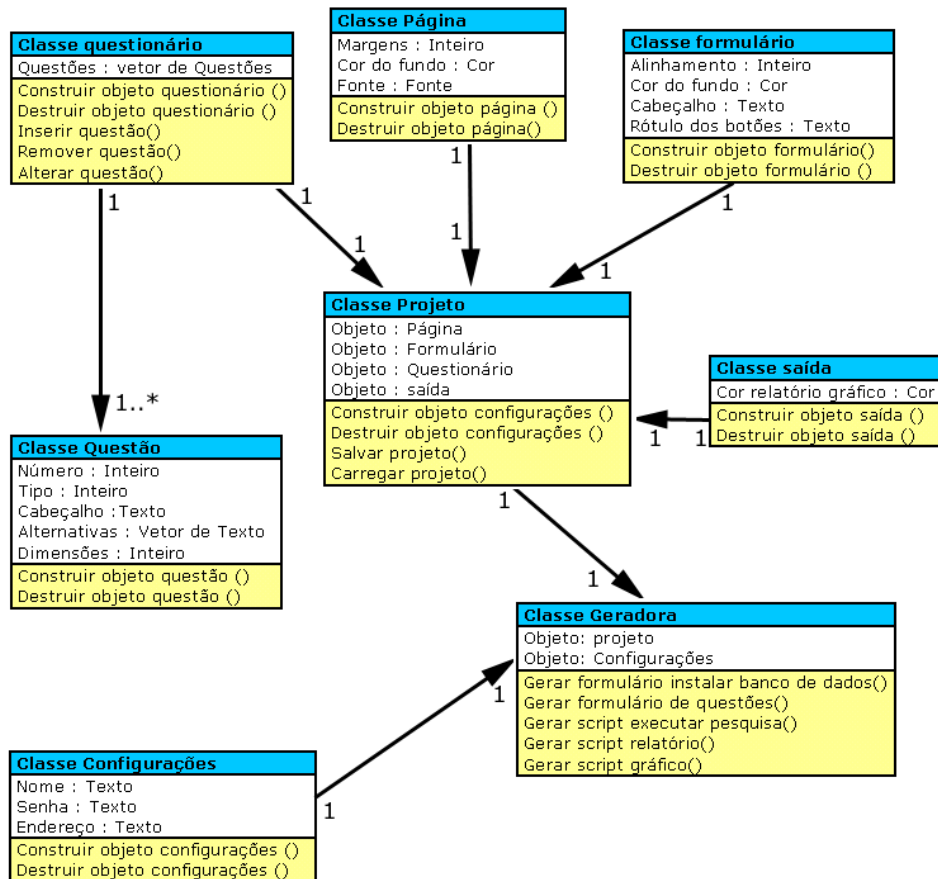 Classe questionário
Questões : vetor de Questões
Construir objeto questionário ()
Destruir objeto questionário ()
Inserir questão()
Remover questão()
Alterar questão()
Classe Página
Margens : Inteiro
Cor do fundo : Cor
Fonte : Fonte
Construir objeto página ()
Destruir objeto página()
Classe formulário
Alinhamento : Inteiro
Cor do fundo : Cor
Cabeçalho : Texto
Rótulo dos botões : Texto
Construir objeto formulário()
Destruir objeto formulário ()
1
1
1
1
1
1
1
Classe Projeto
Objeto : Página
Objeto : Formulário
Objeto : Questionário
Objeto : saída
Construir objeto configurações ()
Destruir objeto configurações ()
Salvar projeto()
Carregar projeto()
Classe saída
Cor relatório gráfico : Cor
Construir objeto saída ()
Destruir objeto saída ()
1
1
1..*
Classe Questão
Número : Inteiro
Tipo : Inteiro
Cabeçalho :Texto
Alternativas : Vetor de Texto
Dimensões : Inteiro
Construir objeto questão ()
Destruir objeto questão ()
1
1
Classe Geradora
Objeto: projeto
Objeto: Configurações
Gerar formulário instalar banco de dados()
Gerar formulário de questões()
Gerar script executar pesquisa()
Gerar script relatório()
Gerar script gráfico()
1
1
Classe Configurações
Nome : Texto
Senha : Texto
Endereço : Texto
Construir objeto configurações ()
Destruir objeto configurações ()